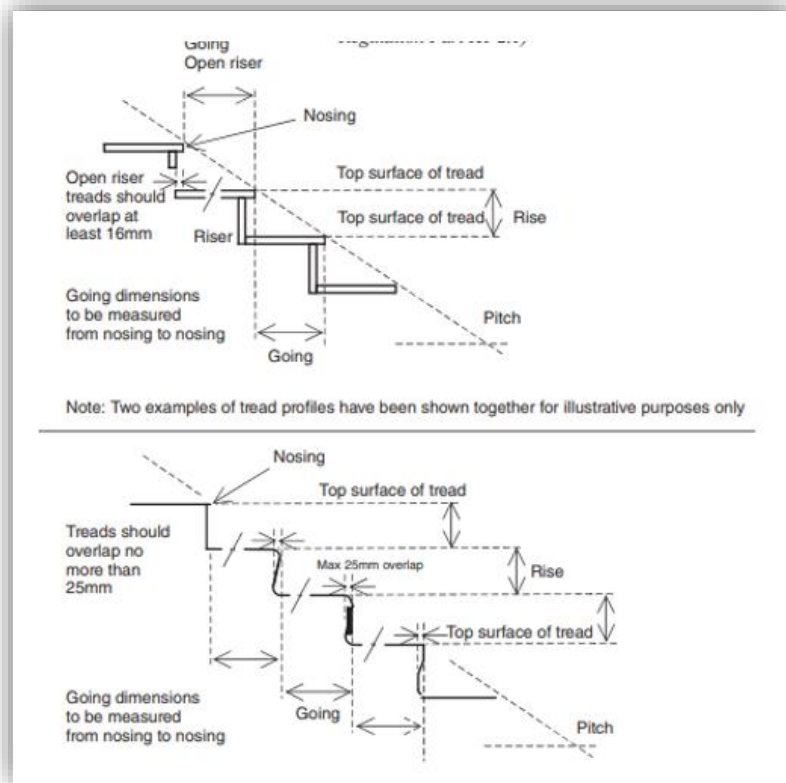 Going
Open riser
Nosing
Open riser
treads should
overlap at
least 16mm
Top surface of tread
Top surface of tread
Rise
Riser
Going dimensions
to be measured
from nosing to nosing
Pitch
Going
Note: Two examples of tread profiles have been shown together for illustrative purposes only
Nosing
Top surface of tread
Treads should
overlap no
more than
25mm
Max 25mm overlap
Rise
Top surface of tread
Going dimensions
to be measured
from nosing to nosing
Going
Pitch